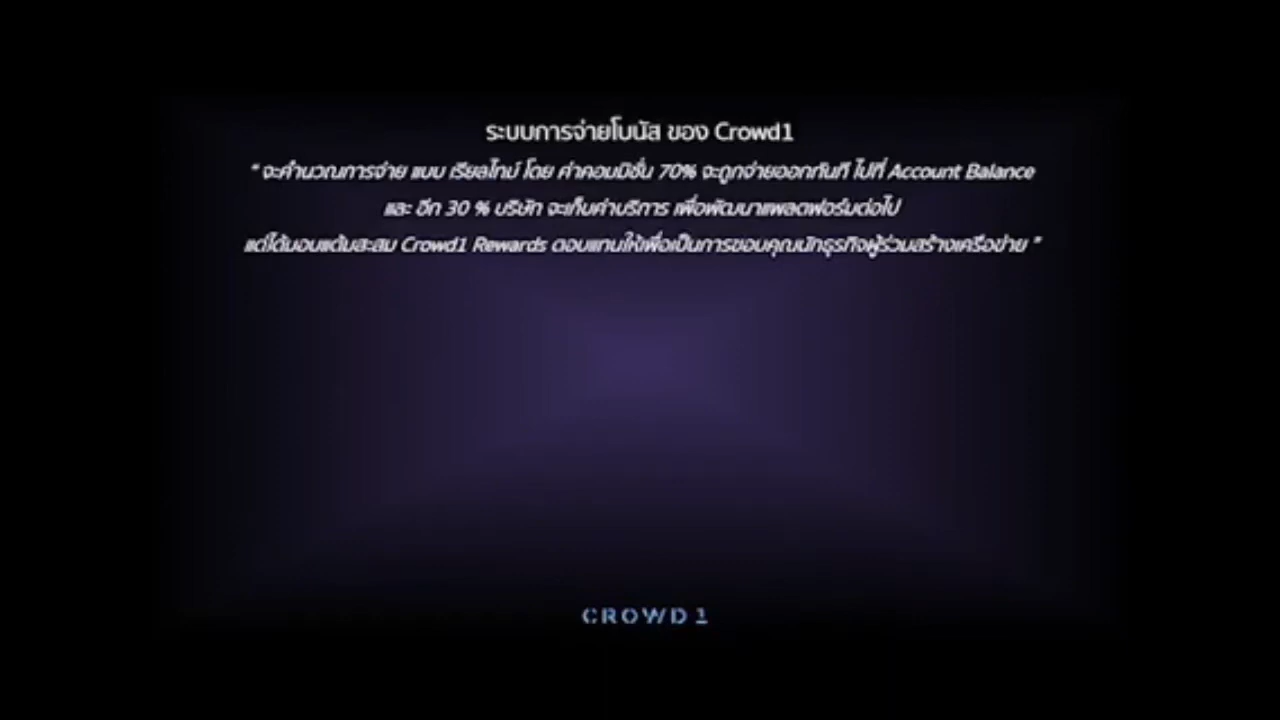 ระบบการจ่ายโบนัส ของ Crowd1
“ จะคำนวณการจ่าย แบบ เรียลไทม์ โดย ค่าคอมมิชั่น 70% จะถูกจ่ายออกทันที ไปที่ Account Balance
และ อีก 30 % บริษัท จะเก็บค่าบริการ เพื่อพัฒนาแพลตฟอร์มต่อไป
แต่ได้มอบแต้มสะสม Crowd1 Rewards ตอบแทนให้เพื่อเป็นการขอบคุณนักธุรกิจผู้ร่วมสร้างเครือข่าย ”
CROWD1